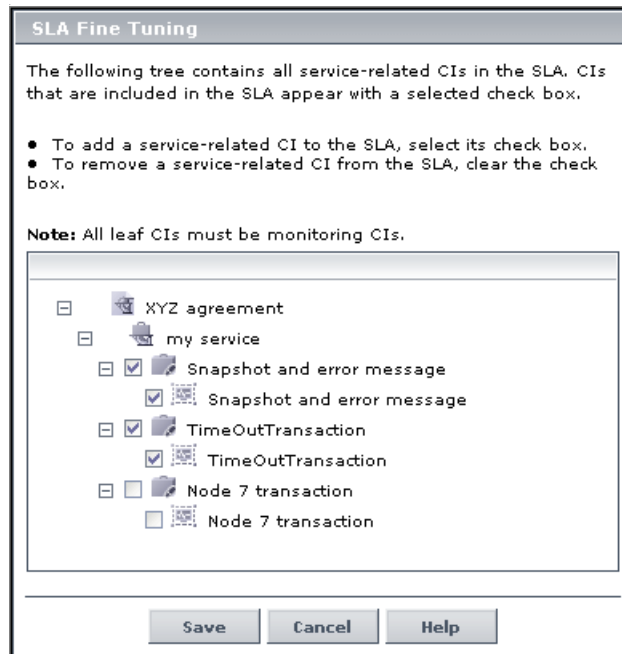 SLA Fine Tuning
The following tree contains all service-related CIs in the SLA. CIs
that are included in the SLA appear with a selected check box.
● To add a service-related CI to the SLA, select its check box.
● To remove a service-related CI from the SLA, clear the check
box.
Note: All leaf CIs must be monitoring CIs.
XYZ agreement
my service
Snapshot and error message
Snapshot and error message
TimeOutTransaction
TimeOutTransaction
Node 7 transaction
Node 7 transaction
Save Cancel Help